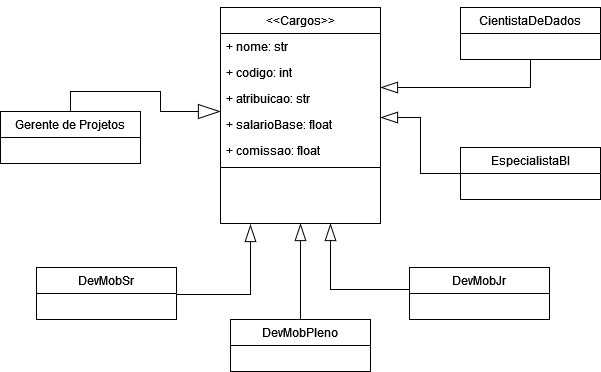 <<Cargos>>
+ nome: str
+ codigo: int
+ atribuicao: str
+ salarioBase: float
+ comissao: float
CientistaDeDados
Gerente de Projetos
EspecialistaBI
DevMobSr
DevMobPleno
DevMobJr